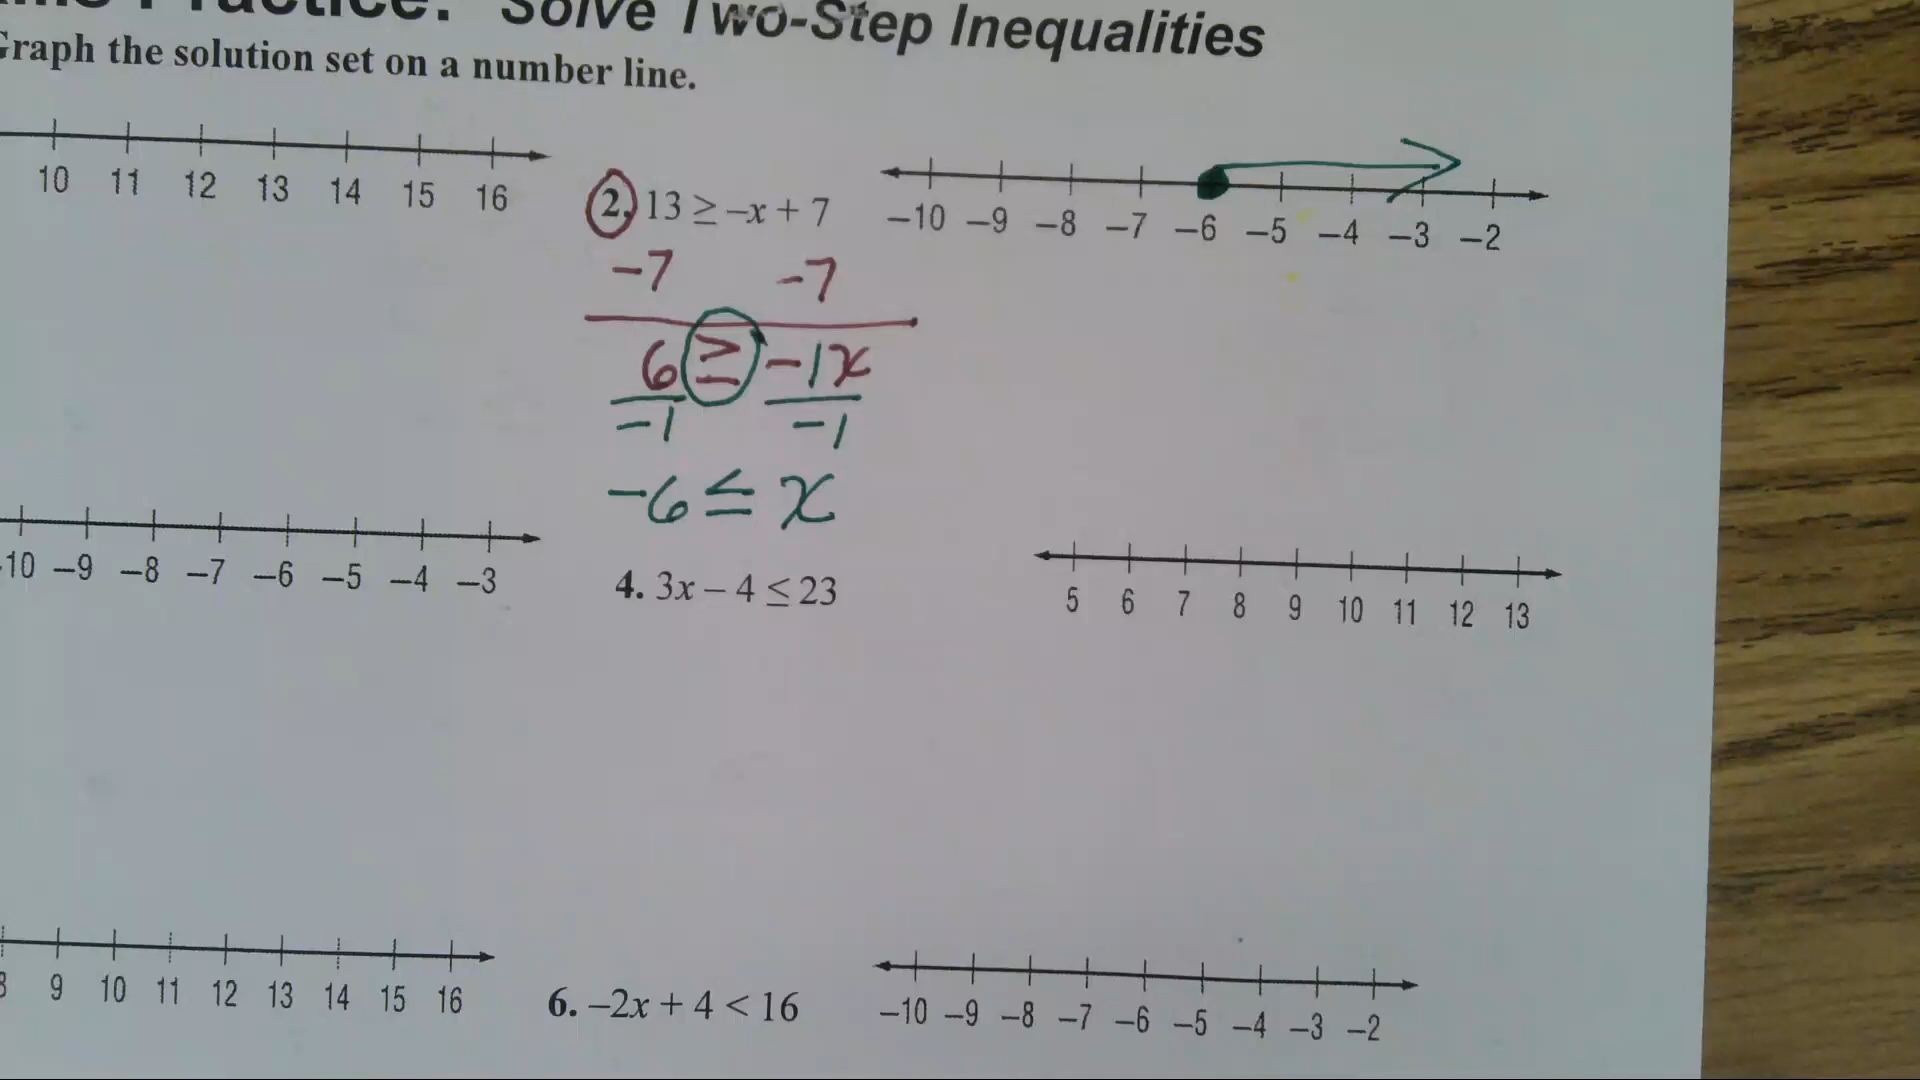 Practice: Solve Two-Step Inequalities
Graph the solution set on a number line.
10 11 12 13 14 15 16
2. 13 ≥ –x + 7
–10 –9 –8 –7 –6 –5 –4 –3 –2
-7 -7
6 ≥ -1x
-1 -1
-6 ≤ x
10 –9 –8 –7 –6 –5 –4 –3
4. 3x – 4 ≤ 23
5 6 7 8 9 10 11 12 13
8 9 10 11 12 13 14 15 16
6. –2x + 4 < 16
–10 –9 –8 –7 –6 –5 –4 –3 –2